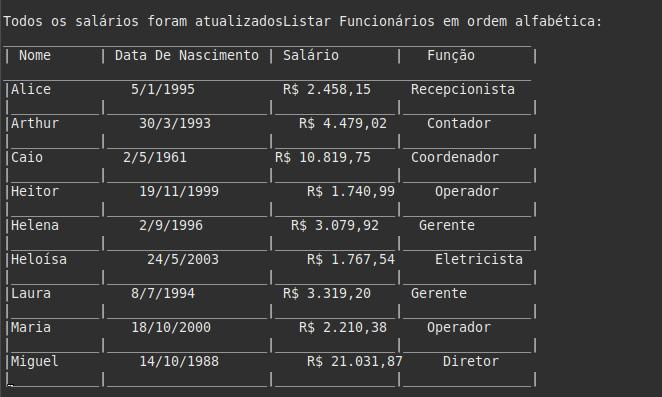 Todos os salários foram atualizadosListar Funcionários em ordem alfabética:
| Nome | Data De Nascimento | Salário | Função |
|Alice 5/1/1995 R$ 2.458,15 Recepcionista
|Arthur 30/3/1993 R$ 4.479,02 Contador
|Caio 2/5/1961 R$ 10.819,75 Coordenador
|Heitor 19/11/1999 R$ 1.740,99 Operador
|Helena 2/9/1996 R$ 3.079,92 Gerente
|Heloísa 24/5/2003 R$ 1.767,54 Eletricista
|Laura 8/7/1994 R$ 3.319,20 Gerente
|Maria 18/10/2000 R$ 2.210,38 Operador
|Miguel 14/10/1988 R$ 21.031,87 Diretor